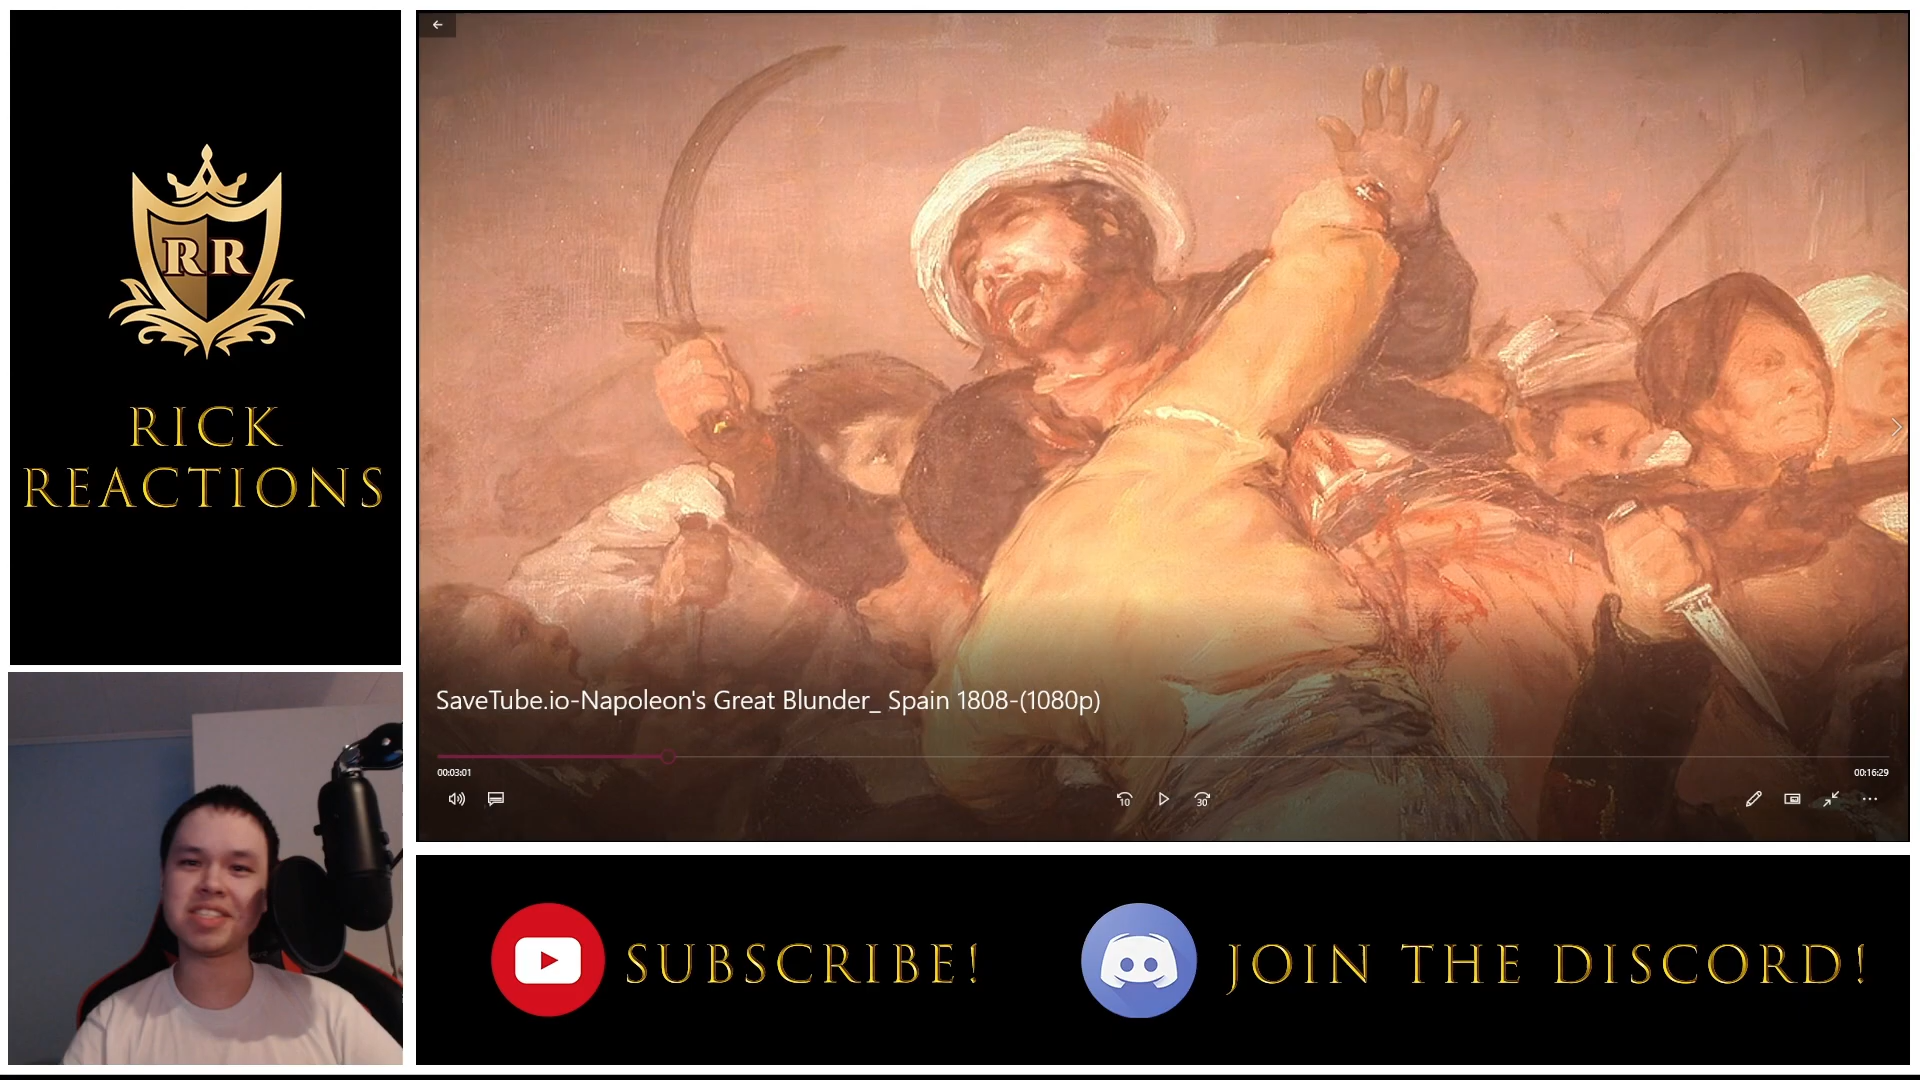 RR
RICK
REACTIONS
SaveTube.io-Napoleon's Great Blunder_ Spain 1808-(1080p)
00:03:01
00:16:29
10
30
SUBSCRIBE!
JOIN THE DISCORD!